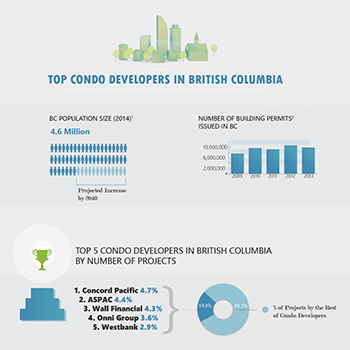 TOP CONDO DEVELOPERS IN BRITISH COLUMBIA
BC POPULATION SIZE (2014)¹
4.6 Million
Projected Increase
by 2040
NUMBER OF BUILDING PERMITS²
ISSUED IN BC
10,000,000
6,000,000
2,000,000
2009 2010 2011 2012 2013
TOP 5 CONDO DEVELOPERS IN BRITISH COLUMBIA
BY NUMBER OF PROJECTS
1. Concord Pacific 4.7%
2. ASPAC 4.4%
3. Wall Financial 4.3%
4. Onni Group 3.6%
5. Westbank 2.9%
19.9%
80.1%
% of Projects by the Rest
of Condo Developers